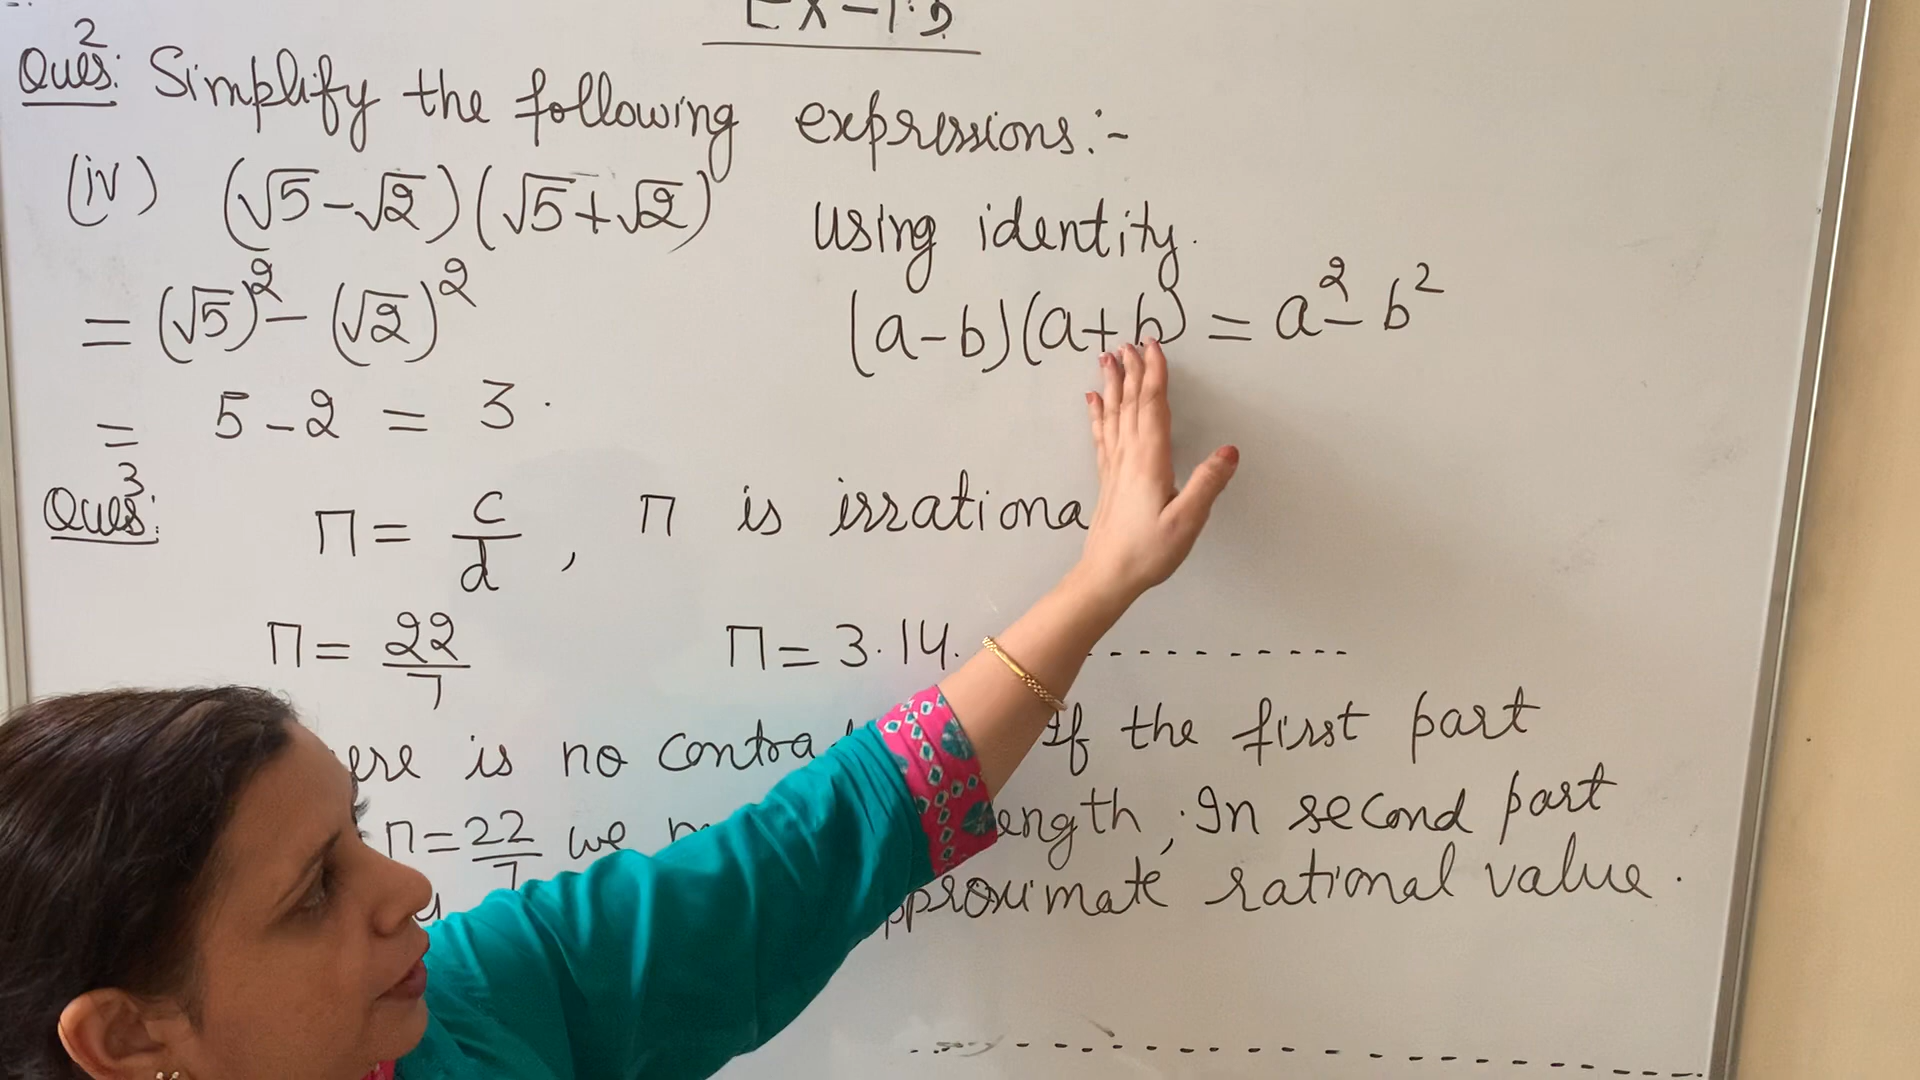 Ex-1.5
Ques:2 Simplify the following expressions:-
(iv) (√5-√2)(√5+√2) using identity.
= (√5)² - (√2)² (a-b)(a+b) = a² - b²
= 5-2 = 3.
Ques:3 π = c/d, π is irrationa
π = 22/7 π = 3.14. ----------
ere is no contra If the first part
π = 22/7 we ength, In second part
pproximate rational value.